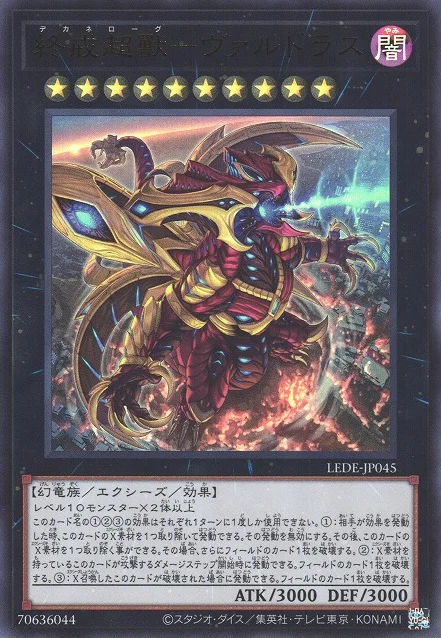 デカネローグ
終戒超獸－ヴァルドラス
闇
やみ
LEDE-JP045
[幻竜族／エクシーズ／効果]
レベル１０モンスター×２体以上
このカード名の①②③の効果はそれぞれ１ターンに１度しか使用できない。①：相手が効果を発動
した時、このカードのＸ素材を１つ取り除いて発動できる。その発動を無効にする。その後、このカードの
Ｘ素材を１つ取り除く事ができる。その場合、さらにフィールドのカード１枚を破壊する。②：Ｘ素材を
持っているこのカードが攻撃するダメージステップ開始時に発動できる。フィールドのカード１枚を破壊
する。③：Ｘ召喚したこのカードが破壊された場合に発動できる。フィールドのカード１枚を破壊する。
ATK/3000 DEF/3000
70636044
©スタジオ・ダイス／集英社・テレビ東京・KONAMI